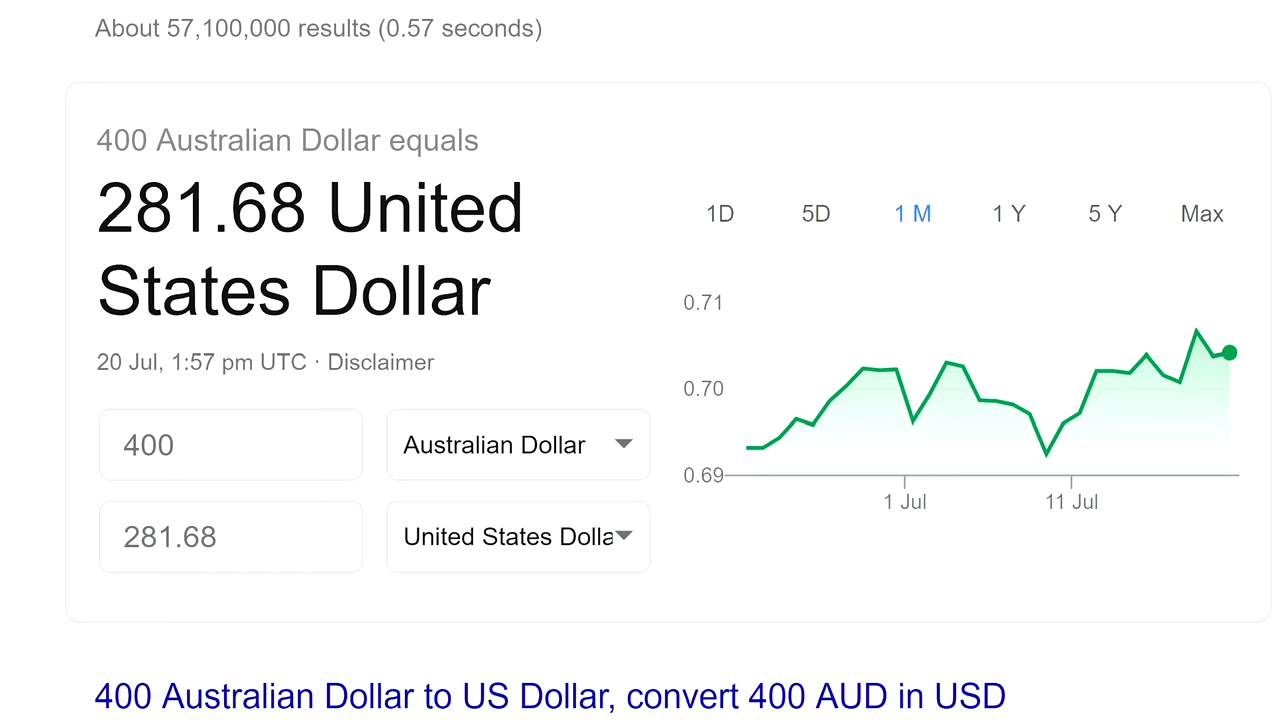 About 57,100,000 results (0.57 seconds)
400 Australian Dollar equals
281.68 United
States Dollar
20 Jul, 1:57 pm UTC · Disclaimer
400
Australian Dollar
281.68
United States Dolla
1D 5D 1 M 1 Y 5 Y Max
0.71
0.70
0.69
1 Jul 11 Jul
400 Australian Dollar to US Dollar, convert 400 AUD in USD